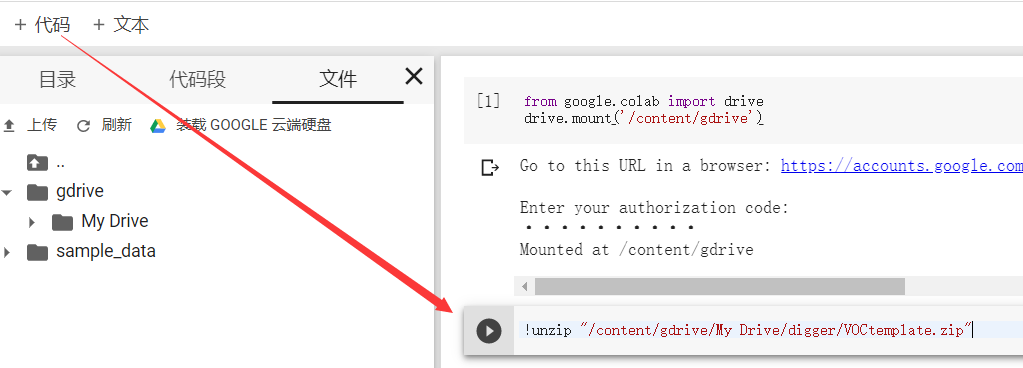 + 代码 + 文本
目录 代码段 文件
上传 刷新 装载 GOOGLE 云端硬盘
..
gdrive
My Drive
sample_data
[1] from google.colab import drive
drive.mount('/content/gdrive')
Go to this URL in a browser: https://accounts.google.com
Enter your authorization code:
··········
Mounted at /content/gdrive
!unzip "/content/gdrive/My Drive/digger/VOCtemplate.zip"